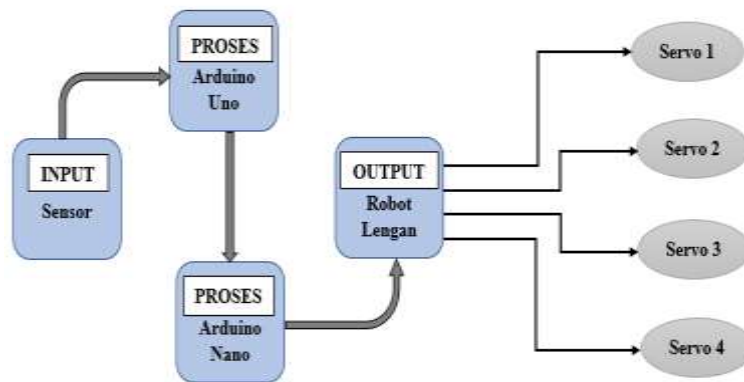 INPUT
Sensor
PROSES
Arduino
Uno
PROSES
Arduino
Nano
OUTPUT
Robot
Lengan
Servo 1
Servo 2
Servo 3
Servo 4